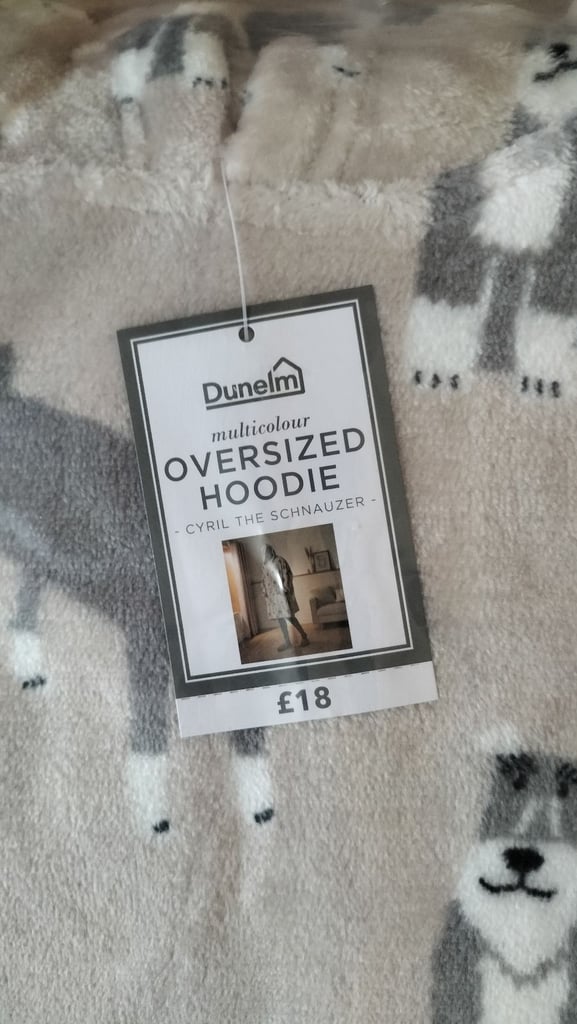 Dunelm
multicolour
OVERSIZED
HOODIE
- CYRIL THE SCHNAUZER -
£18